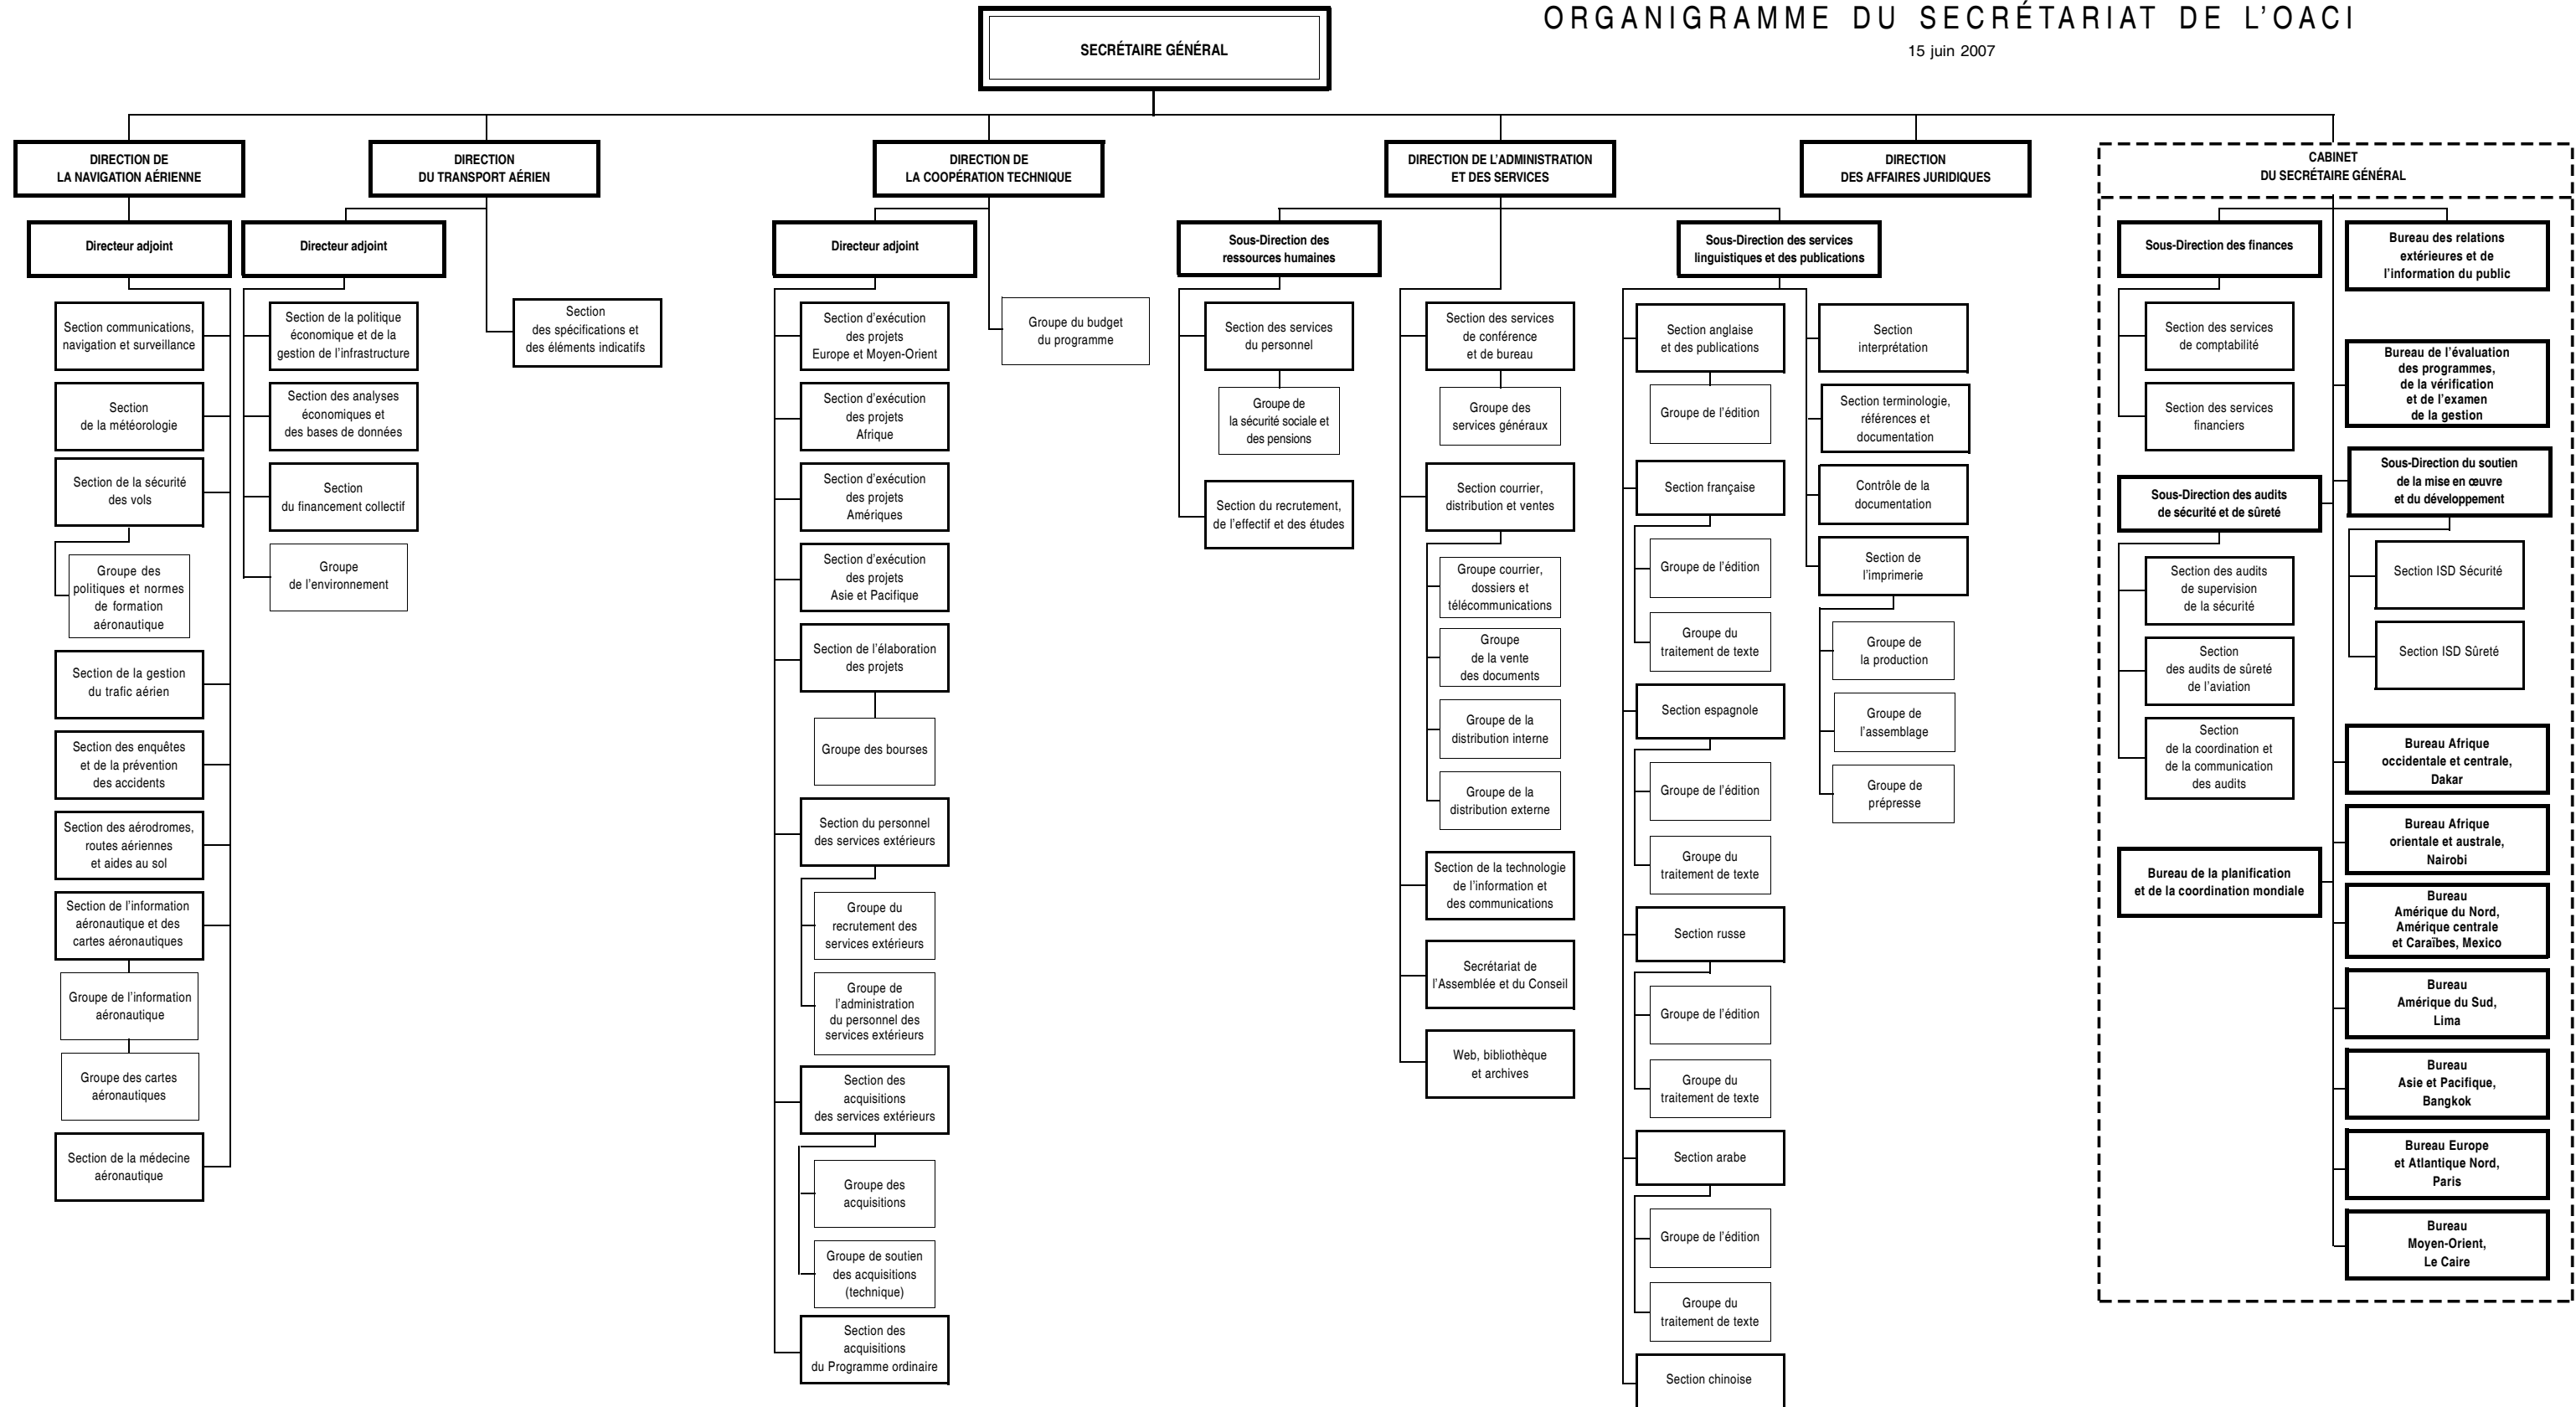 ORGANIGRAMME DU SECRÉTARIAT DE L'OACI
15 juin 2007
SECRÉTAIRE GÉNÉRAL
DIRECTION DE
LA NAVIGATION AÉRIENNE
Directeur adjoint
Section communications,
navigation et surveillance
Section
de la météorologie
Section de la sécurité
des vols
Groupe des
politiques et normes
de formation
aéronautique
Section de la gestion
du trafic aérien
Section des enquêtes
et de la prévention
des accidents
Section des aérodromes,
routes aériennes
et aides au sol
Section de l'information
aéronautique et des
cartes aéronautiques
Groupe de l'information
aéronautique
Groupe des cartes
aéronautiques
Section de la médecine
aéronautique
DIRECTION
DU TRANSPORT AÉRIEN
Directeur adjoint
Section de la politique
économique et de la
gestion de l'infrastructure
Section des analyses
économiques et
des bases de données
Section
du financement collectif
Groupe
de l'environnement
Section
des spécifications et
des éléments indicatifs
DIRECTION DE
LA COOPÉRATION TECHNIQUE
Directeur adjoint
Section d'exécution
des projets
Europe et Moyen-Orient
Section d'exécution
des projets
Afrique
Section d'exécution
des projets
Amériques
Section d'exécution
des projets
Asie et Pacifique
Section de l'élaboration
des projets
Groupe des bourses
Section du personnel
des services extérieurs
Groupe du
recrutement des
services extérieurs
Groupe de
l'administration
du personnel des
services extérieurs
Section des
acquisitions
des services extérieurs
Groupe des
acquisitions
Groupe de soutien
des acquisitions
(technique)
Section des
acquisitions
du Programme ordinaire
Groupe du budget
du programme
DIRECTION DE L'ADMINISTRATION
ET DES SERVICES
Sous-Direction des
ressources humaines
Section des services
du personnel
Groupe de
la sécurité sociale et
des pensions
Section du recrutement,
de l'effectif et des études
Section des services
de conférence
et de bureau
Groupe des
services généraux
Section courrier,
distribution et ventes
Groupe courrier,
dossiers et
télécommunications
Groupe
de la vente
des documents
Groupe de la
distribution interne
Groupe de la
distribution externe
Section de la technologie
de l'information et
des communications
Secrétariat de
l'Assemblée et du Conseil
Web, bibliothèque
et archives
Sous-Direction des services
linguistiques et des publications
Section anglaise
et des publications
Groupe de l'édition
Section française
Groupe de l'édition
Groupe du
traitement de texte
Section espagnole
Groupe de l'édition
Groupe du
traitement de texte
Section russe
Groupe de l'édition
Groupe du
traitement de texte
Section arabe
Groupe de l'édition
Groupe du
traitement de texte
Section chinoise
Section
interprétation
Section terminologie,
références et
documentation
Contrôle de la
documentation
Section de
l'imprimerie
Groupe de
la production
Groupe de
l'assemblage
Groupe de
prépresse
DIRECTION
DES AFFAIRES JURIDIQUES
CABINET
DU SECRÉTAIRE GÉNÉRAL
Sous-Direction des finances
Section des services
de comptabilité
Section des services
financiers
Sous-Direction des audits
de sécurité et de sûreté
Section des audits
de supervision
de la sécurité
Section
des audits de sûreté
de l'aviation
Section
de la coordination et
de la communication
des audits
Bureau de la planification
et de la coordination mondiale
Bureau des relations
extérieures et de
l'information du public
Bureau de l'évaluation
des programmes,
de la vérification
et de l'examen
de la gestion
Sous-Direction du soutien
de la mise en œuvre
et du développement
Section ISD Sécurité
Section ISD Sûreté
Bureau Afrique
occidentale et centrale,
Dakar
Bureau Afrique
orientale et australe,
Nairobi
Bureau
Amérique du Nord,
Amérique centrale
et Caraïbes, Mexico
Bureau
Amérique du Sud,
Lima
Bureau
Asie et Pacifique,
Bangkok
Bureau Europe
et Atlantique Nord,
Paris
Bureau
Moyen-Orient,
Le Caire